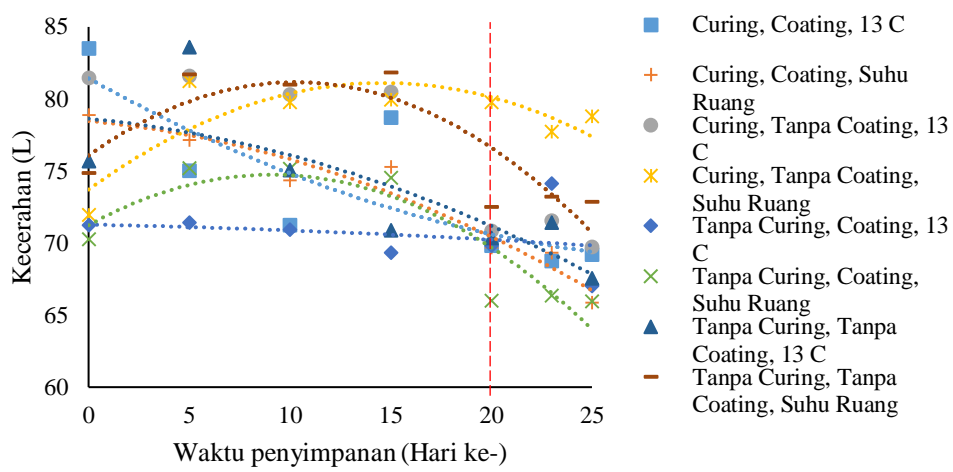 85
80
75
70
65
60
Kecerahan (L)
0
5
10
15
20
25
Waktu penyimpanan (Hari ke-)
Curing, Coating, 13 C
Curing, Coating, Suhu
Ruang
Curing, Tanpa Coating, 13
C
Curing, Tanpa Coating,
Suhu Ruang
Tanpa Curing, Coating, 13
C
Tanpa Curing, Coating,
Suhu Ruang
Tanpa Curing, Tanpa
Coating, 13 C
Tanpa Curing, Tanpa
Coating, Suhu Ruang